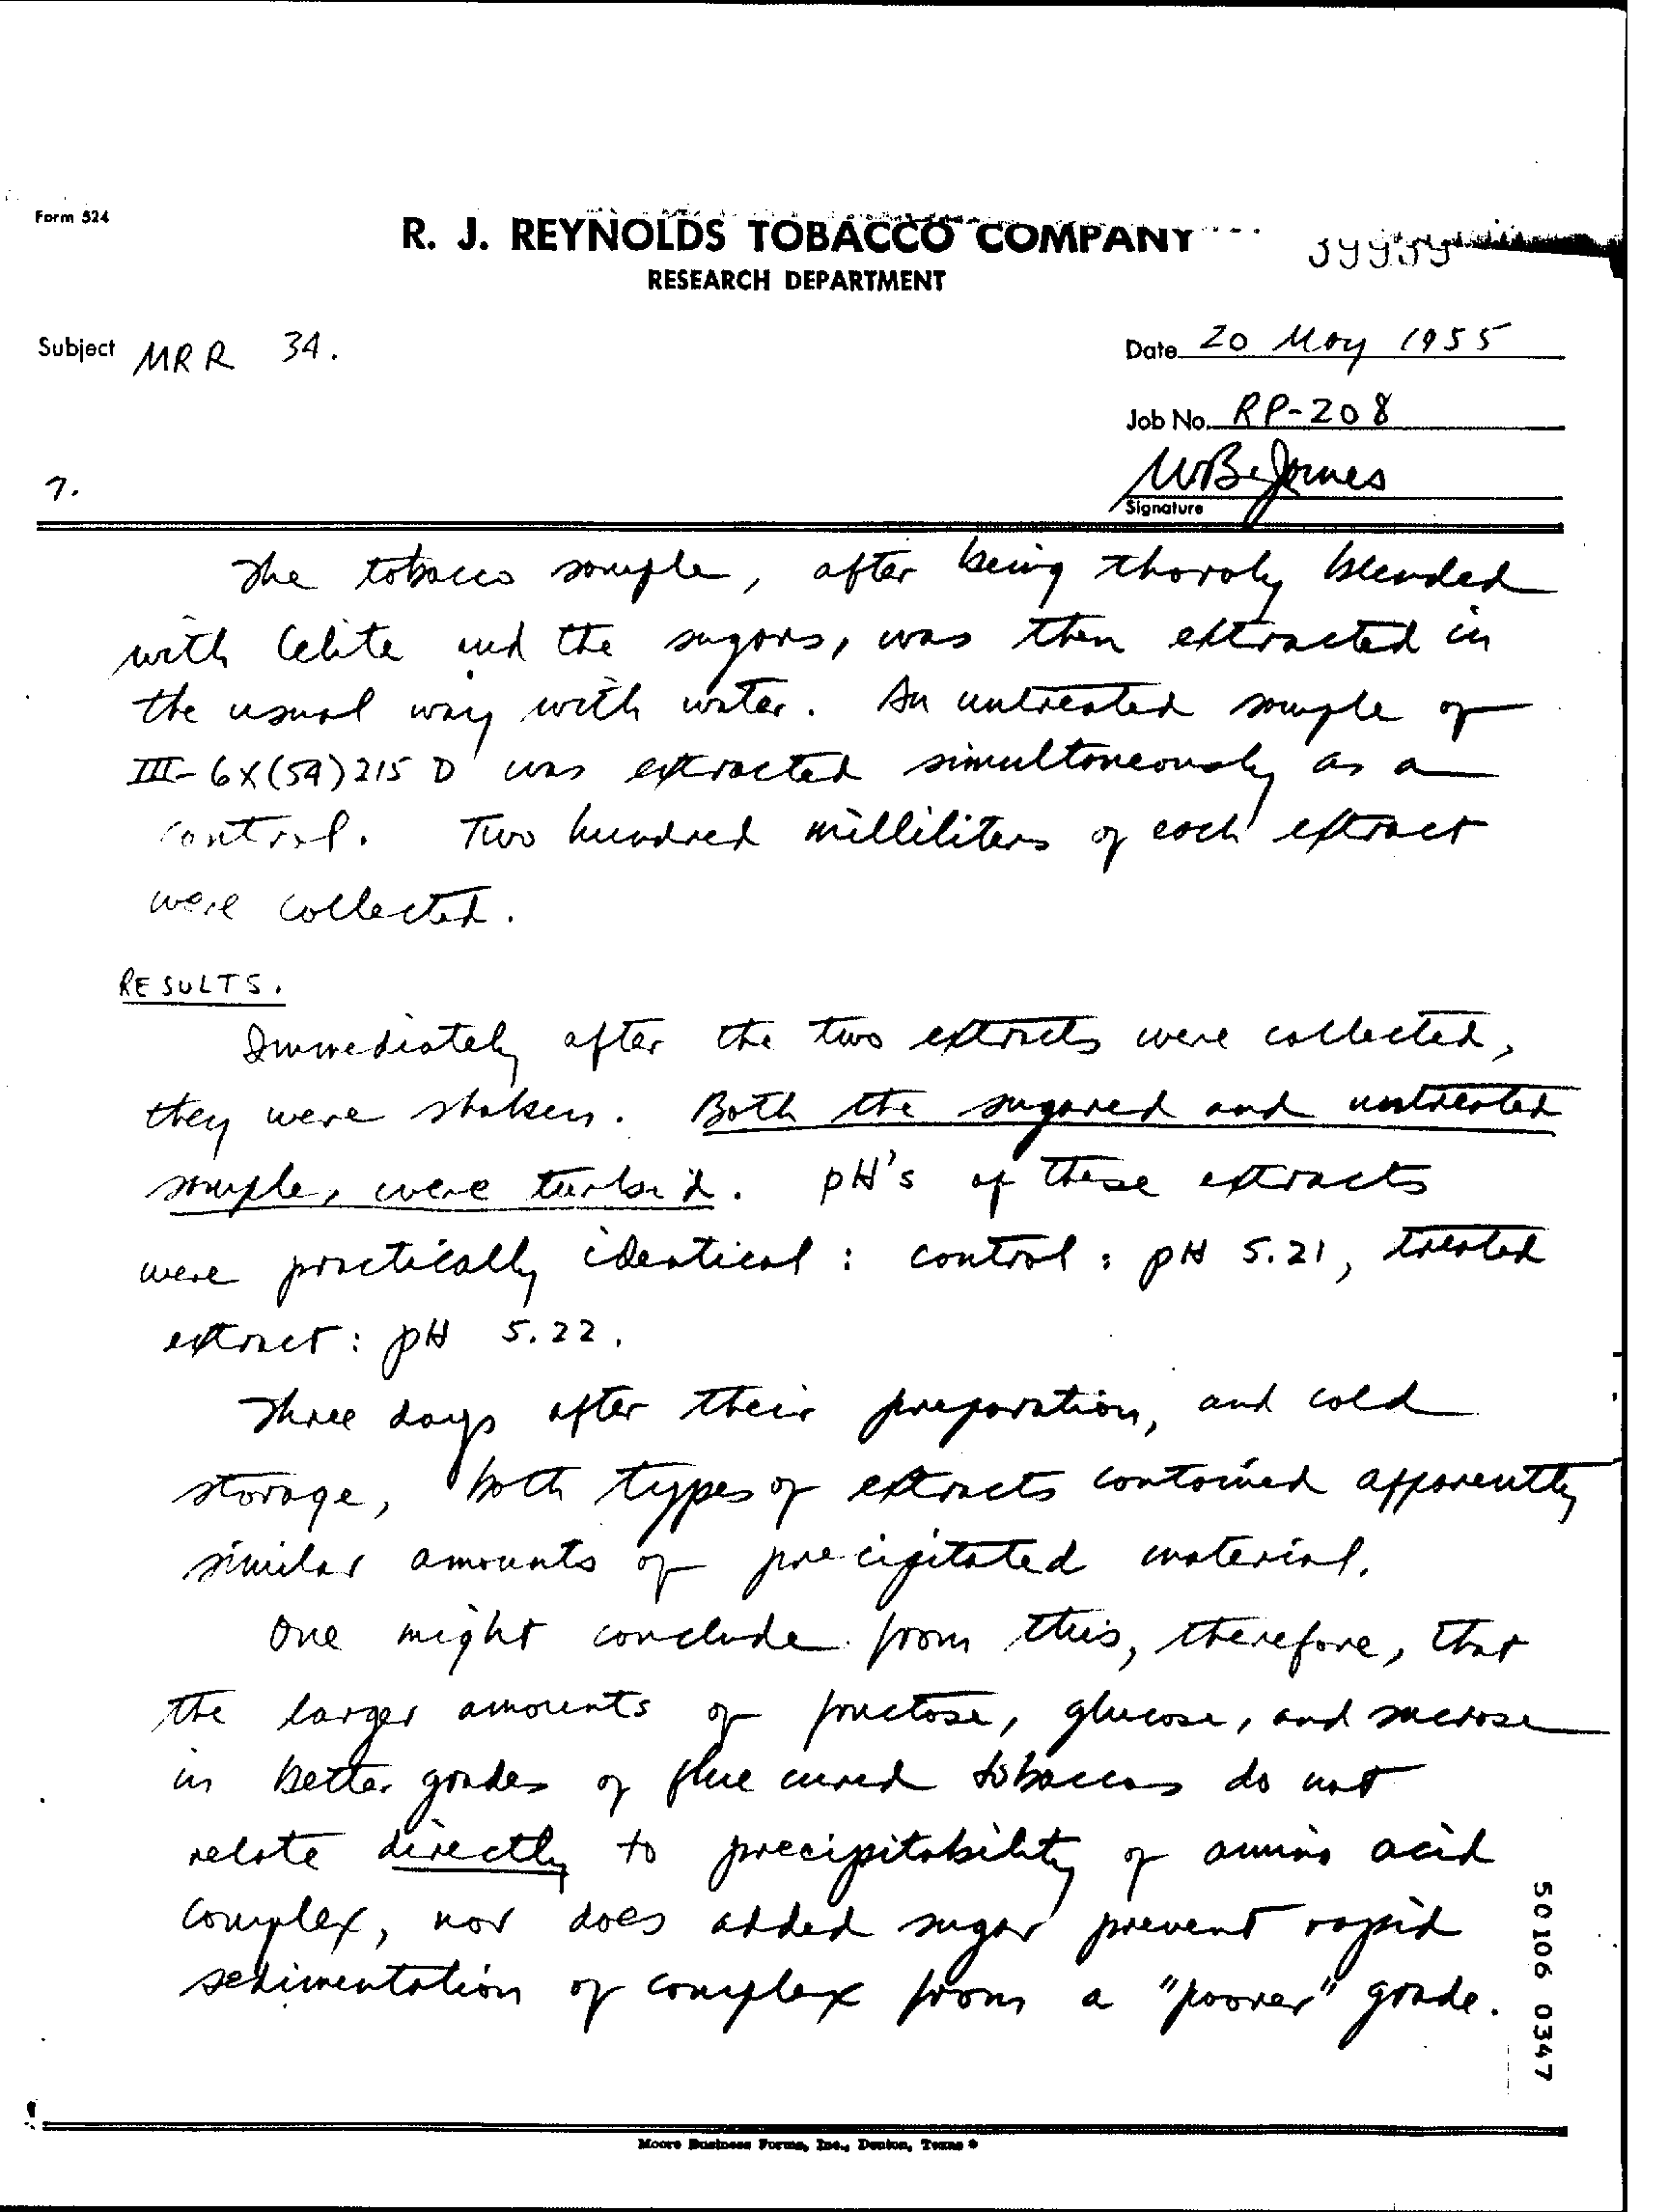 Form 524
R. J. REYNOLDS TOBACCO COMPANY
RESEARCH DEPARTMENT
Subject MRR 34.
Date 20 May 1955
Job No. RP-208
7.
Signature
The tobacco sample, after being thoroly blended
with Celite and the sugars, was then extracted in
the usual way with water. An untreated sample of
III-6X(54)215 D was extracted simultaneously as a
control. Two hundred milliliters of each extract
were collected.
RESULTS.
Immediately after the two extracts were collected,
they were shaken. Both the sugared and untreated
samples were turbid. pH's of these extracts
were practically identical: control: pH 5.21, treated
extract: pH 5.22.
Three days after their preparation, and cold
storage, both types of extracts contained apparently
similar amounts of precipitated material.
One might conclude from this, therefore, that
the larger amounts of fructose, glucose, and sucrose
in better grades of flue cured tobaccos do not
relate directly to precipitability of amino acid
complex, nor does added sugar prevent rapid
sedimentation of complex from a "poorer" grade.
50106 0347
Moore Business Forms, Inc., Denton, Texas